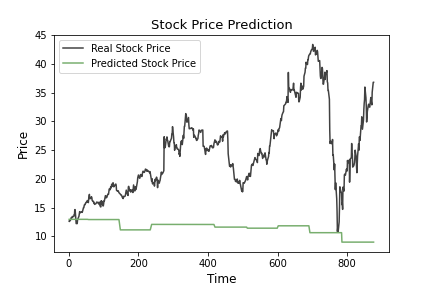 Stock Price Prediction
Real Stock Price
Predicted Stock Price
Price
45
40
35
30
25
20
15
10
0 200 400 600 800
Time